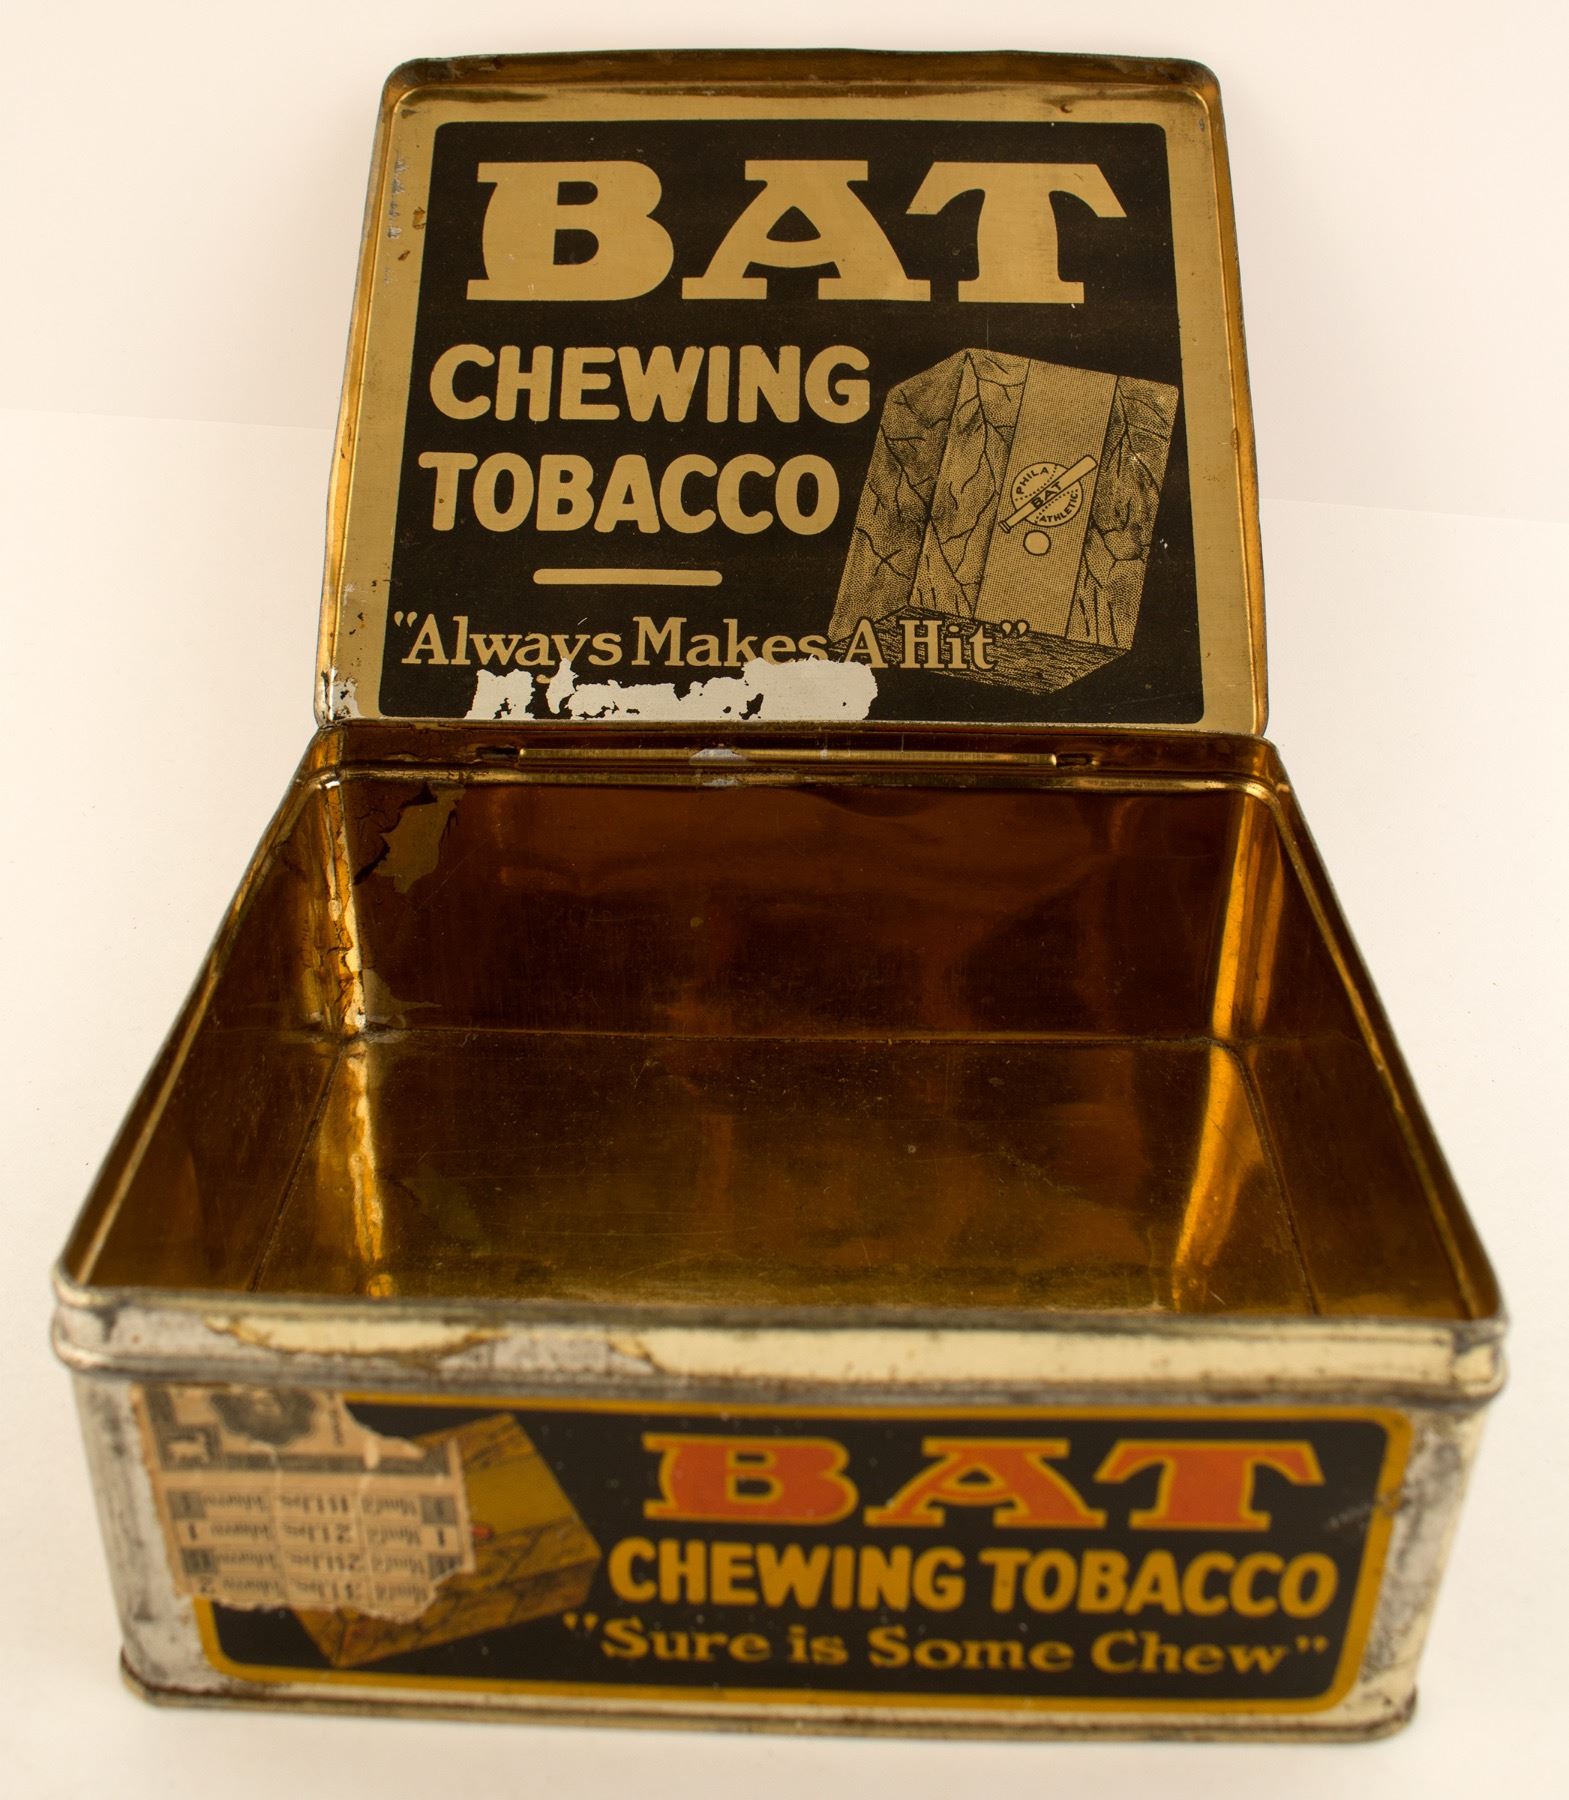 BAT
CHEWING
TOBACCO
"Always Makes A Hit"
PHILA
BAT
ATHLETIC
BAT
CHEWING TOBACCO
"Sure is Some Chew"